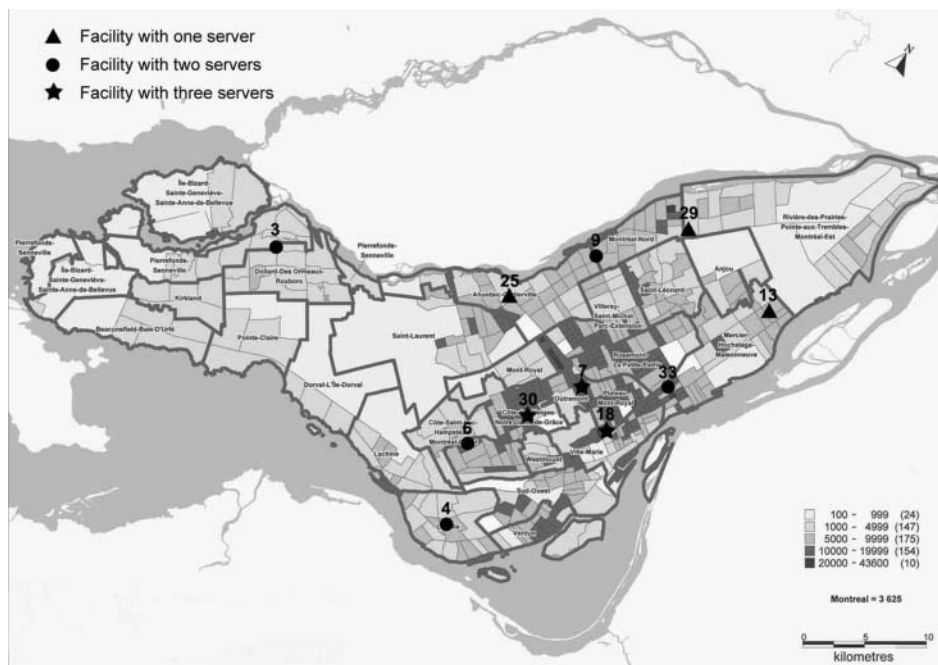 Facility with one server
Facility with two servers
Facility with three servers
N
Île-Bizard-
Sainte-Geneviève-
Sainte-Anne-de-Bellevue
3
Pierrefonds-
Senneville
Pierrefonds-
Senneville
Pierrefonds-
Senneville
Île-Bizard-
Sainte-Geneviève-
Sainte-Anne-de-Bellevue
Dollard-Des Ormeaux-
Roxboro
Kirkland
Beaconsfield-Baie-D'Urfé
Pointe-Claire
Dorval-L'Île-Dorval
Lachine
Saint-Laurent
25
9
Montréal-Nord
29
Rivière-des-Prairies-
Pointe-aux-Trembles-
Montréal-Est
Anjou
13
Saint-Léonard
Villeray-
Saint-Michel
Parc-Extension
Mercier-
Hochelaga-
Maisonneuve
Rosemont-
33
Mont-Royal
7
Outremont
Plateau
Mont-Royal
30
Notre-Dame-de-Grâce
18
Ville-Marie
6
Westmount
Sud-Ouest
4
Verdun
100 - 999 (24)
1000 - 4999 (147)
5000 - 9999 (175)
10000 - 19999 (154)
20000 - 43600 (10)
Montreal = 3 625
0 5 10
kilometres